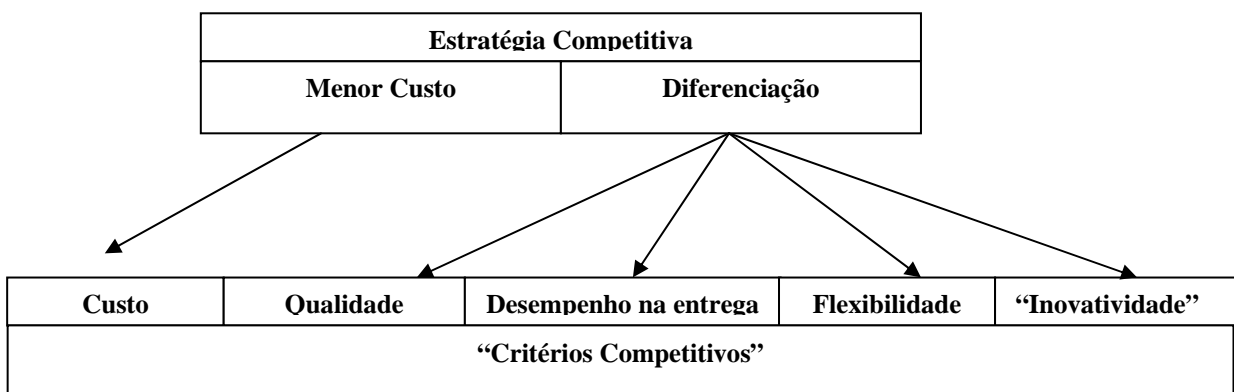 Estratégia Competitiva
Menor Custo
Diferenciação
Custo
Qualidade
Desempenho na entrega
Flexibilidade
“Inovatividade”
“Critérios Competitivos”